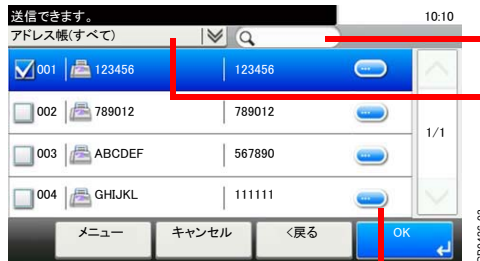 送信できます。 10:10
アドレス帳(すべて)
001 123456 123456
002 789012 789012
1/1
003 ABCDEF 567890
004 GHIJKL 111111
メニュー キャンセル <戻る OK